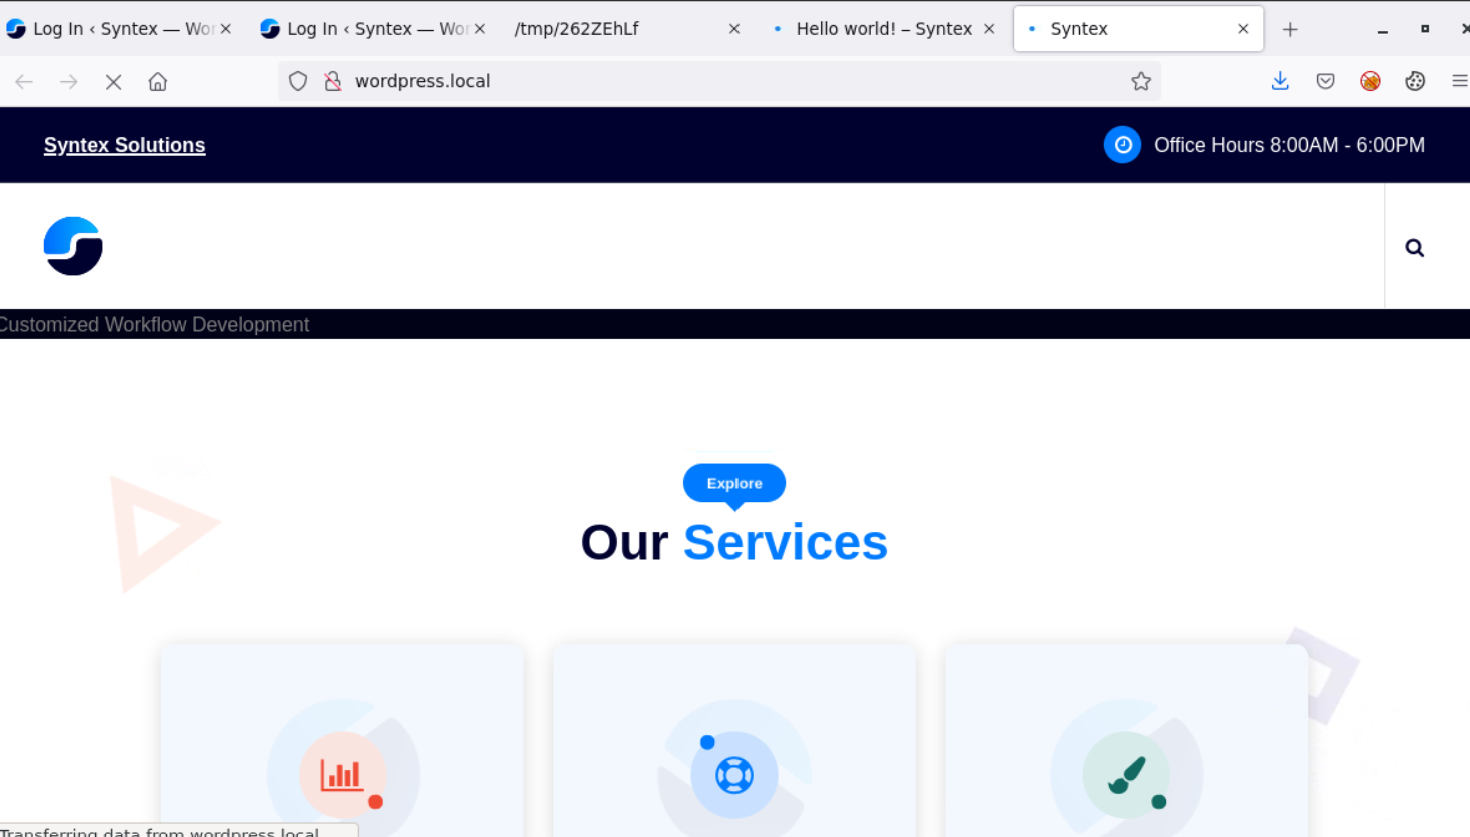 Log In ‹ Syntex — Wor
Log In ‹ Syntex — Wor
/tmp/262ZEhLf
Hello world! – Syntex
Syntex
wordpress.local
Syntex Solutions
Office Hours 8:00AM - 6:00PM
Customized Workflow Development
Explore
Our Services
Transferring data from wordpress.local